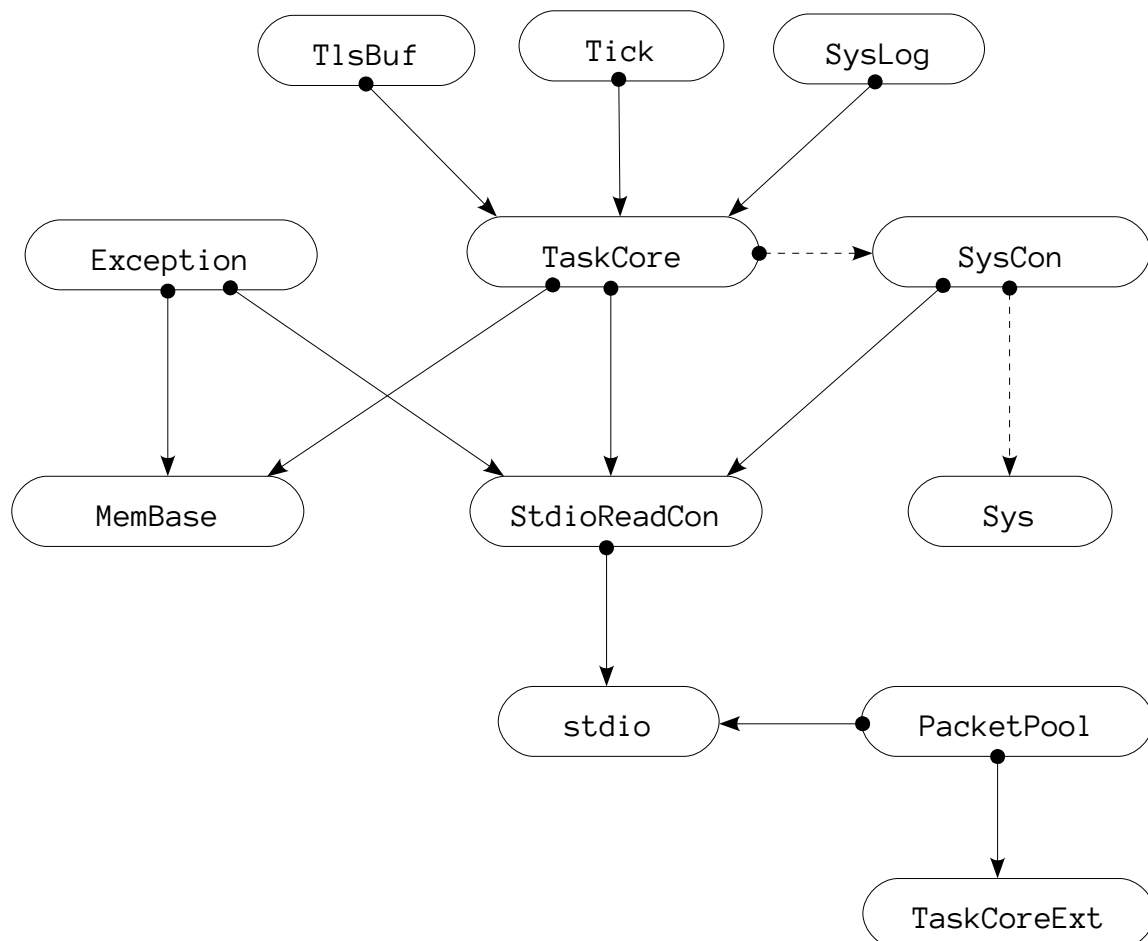 TlsBuf
Tick
SysLog
Exception
TaskCore
SysCon
MemBase
StdioReadCon
Sys
stdio
PacketPool
TaskCoreExt